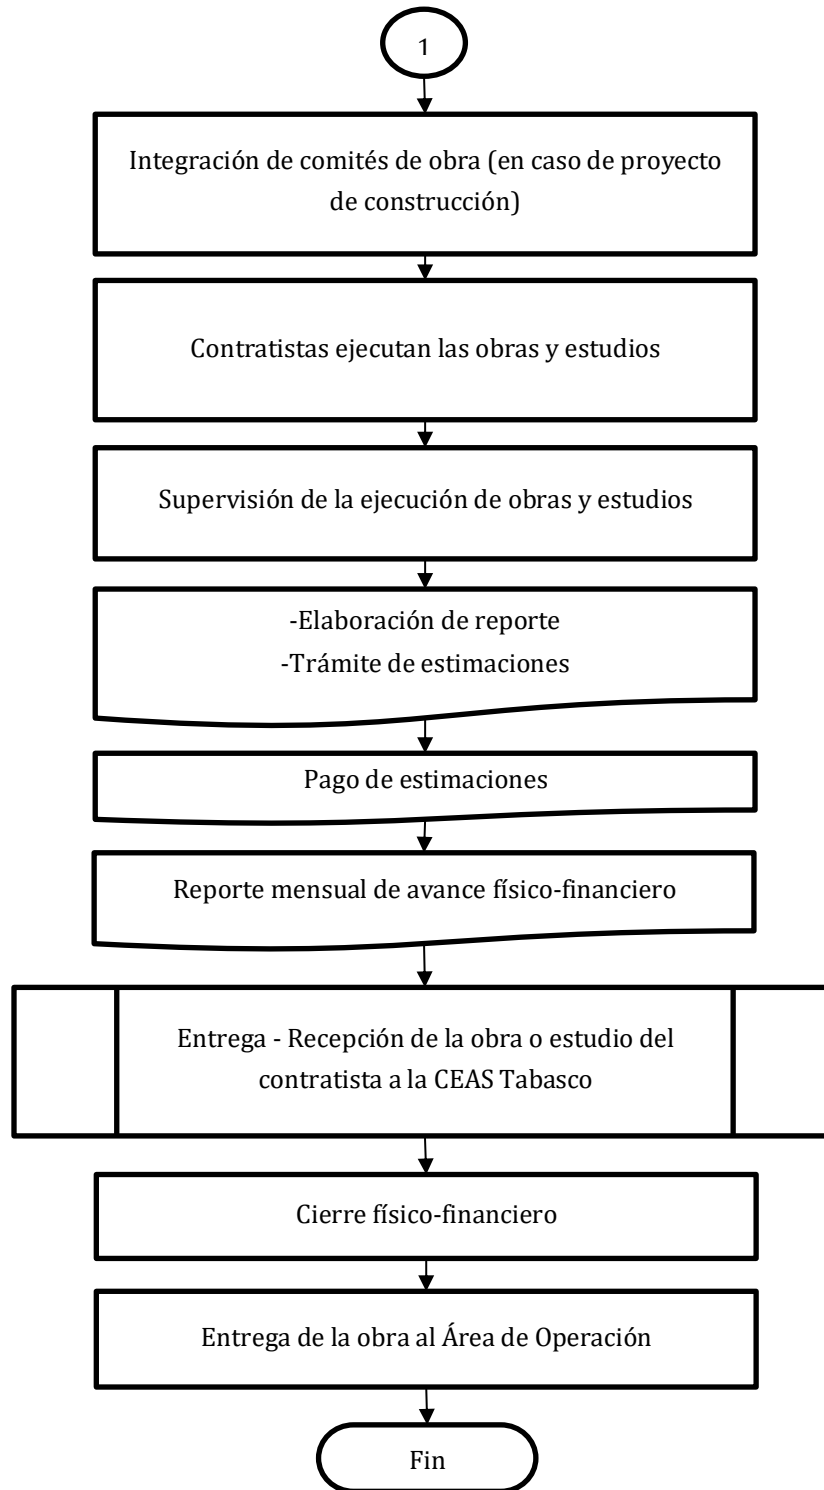 1
Integración de comités de obra (en caso de proyecto
de construcción)
Contratistas ejecutan las obras y estudios
Supervisión de la ejecución de obras y estudios
-Elaboración de reporte
-Trámite de estimaciones
Pago de estimaciones
Reporte mensual de avance físico-financiero
Entrega - Recepción de la obra o estudio del
contratista a la CEAS Tabasco
Cierre físico-financiero
Entrega de la obra al Área de Operación
Fin